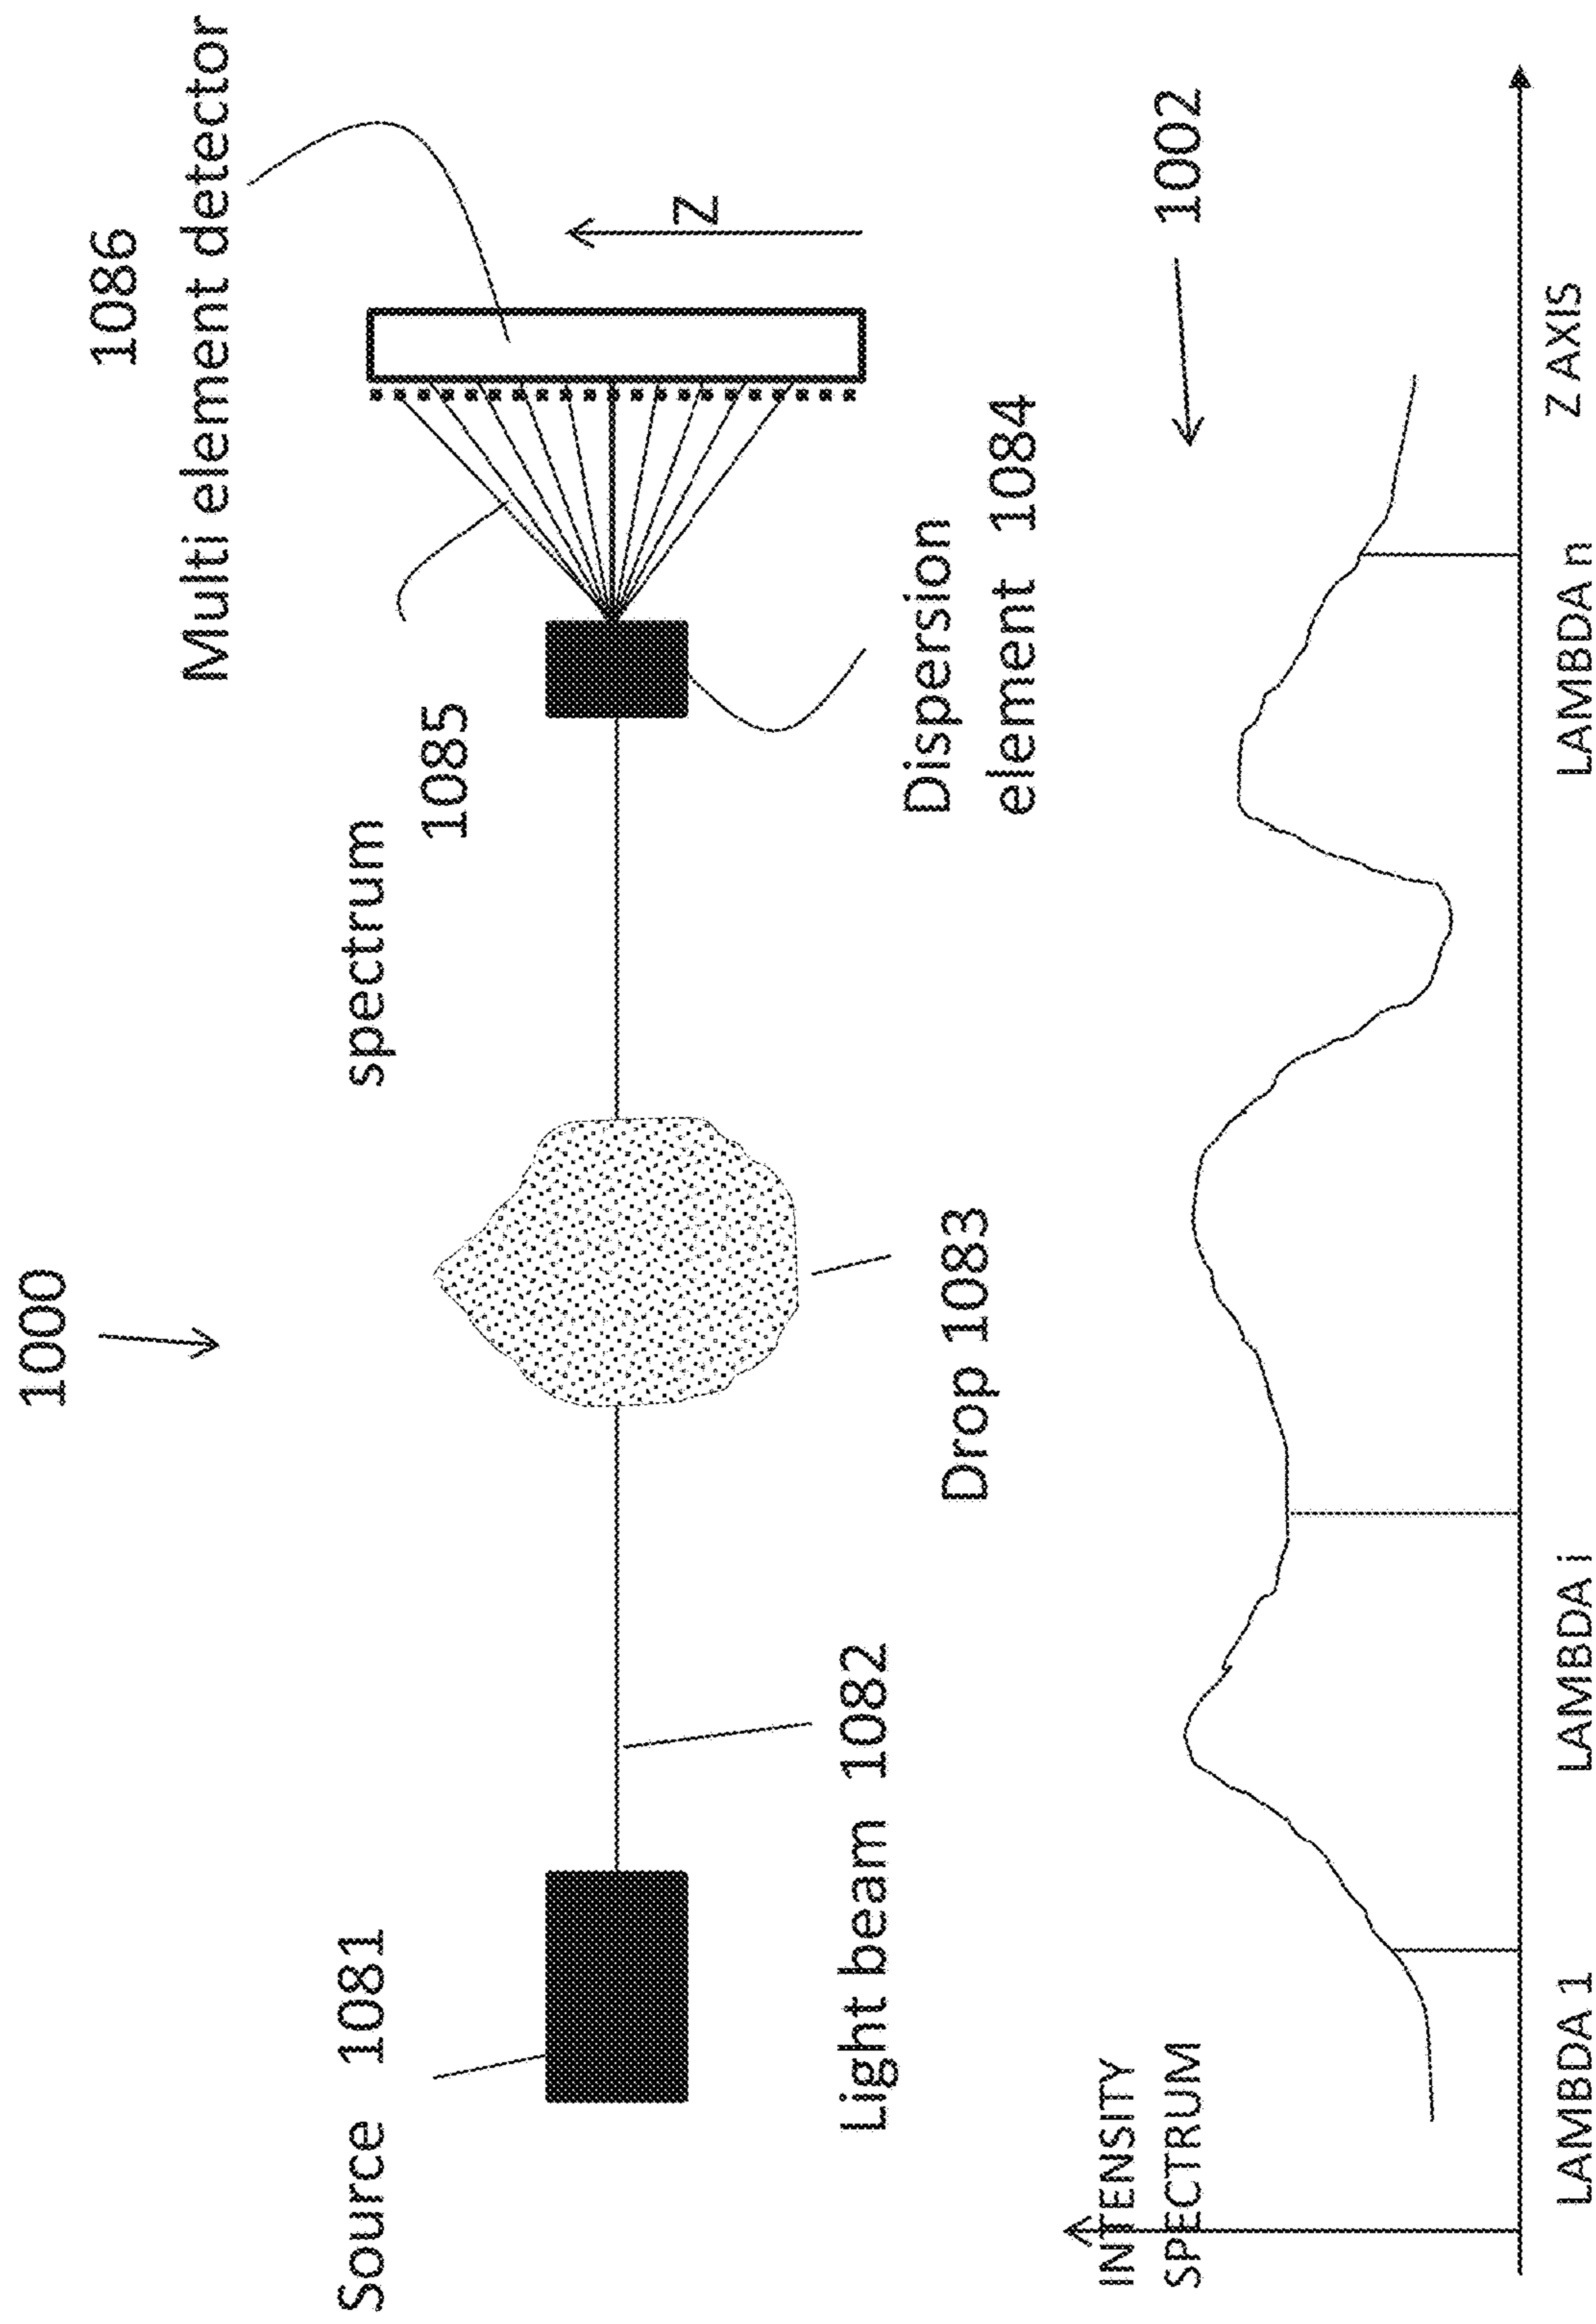 1000
1086
Multi element detector
Source 1081
spectrum
1085
Z
Light beam 1082
Drop 1083
Dispersion
element 1084
1002
INTENSITY
SPECTRUM
Z AXIS
LAMBDA 1
LAMBDA i
LAMBDA n